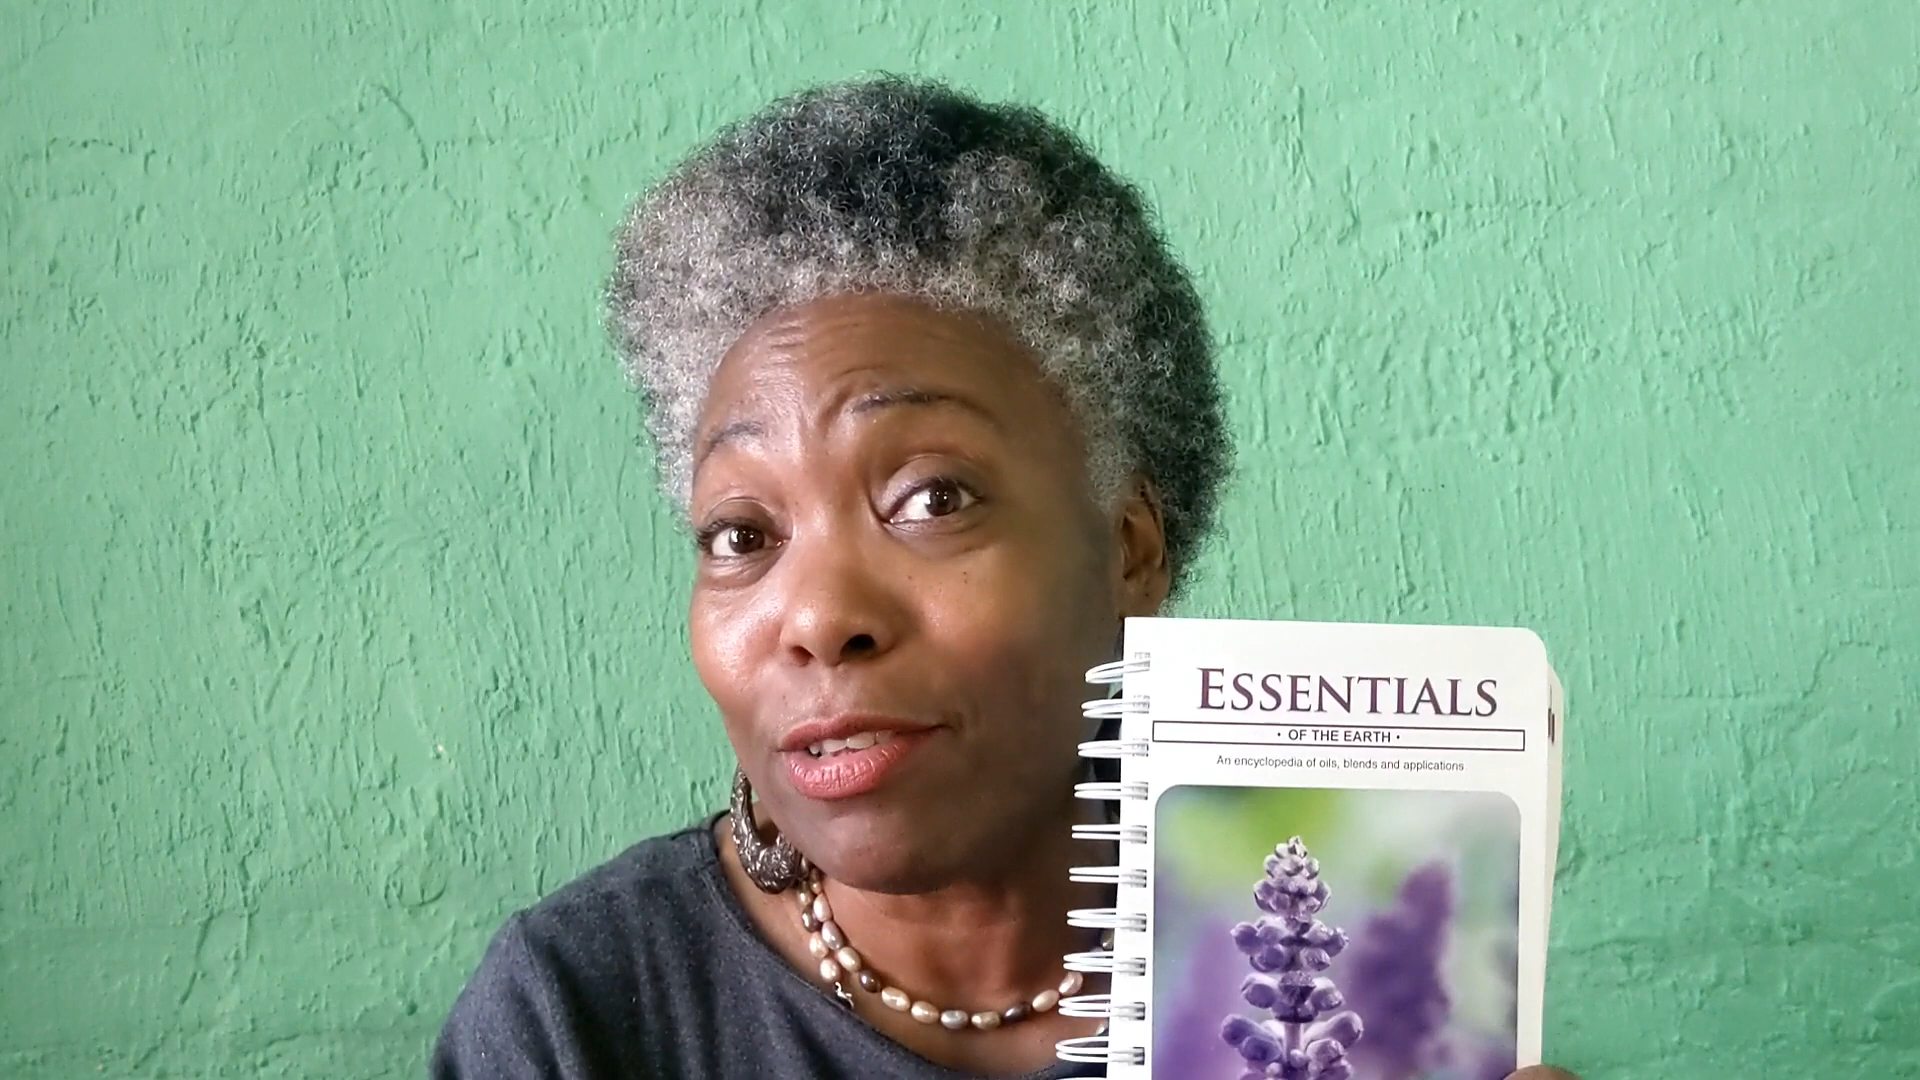 ESSENTIALS
• OF THE EARTH •
An encyclopedia of oils, blends and applications